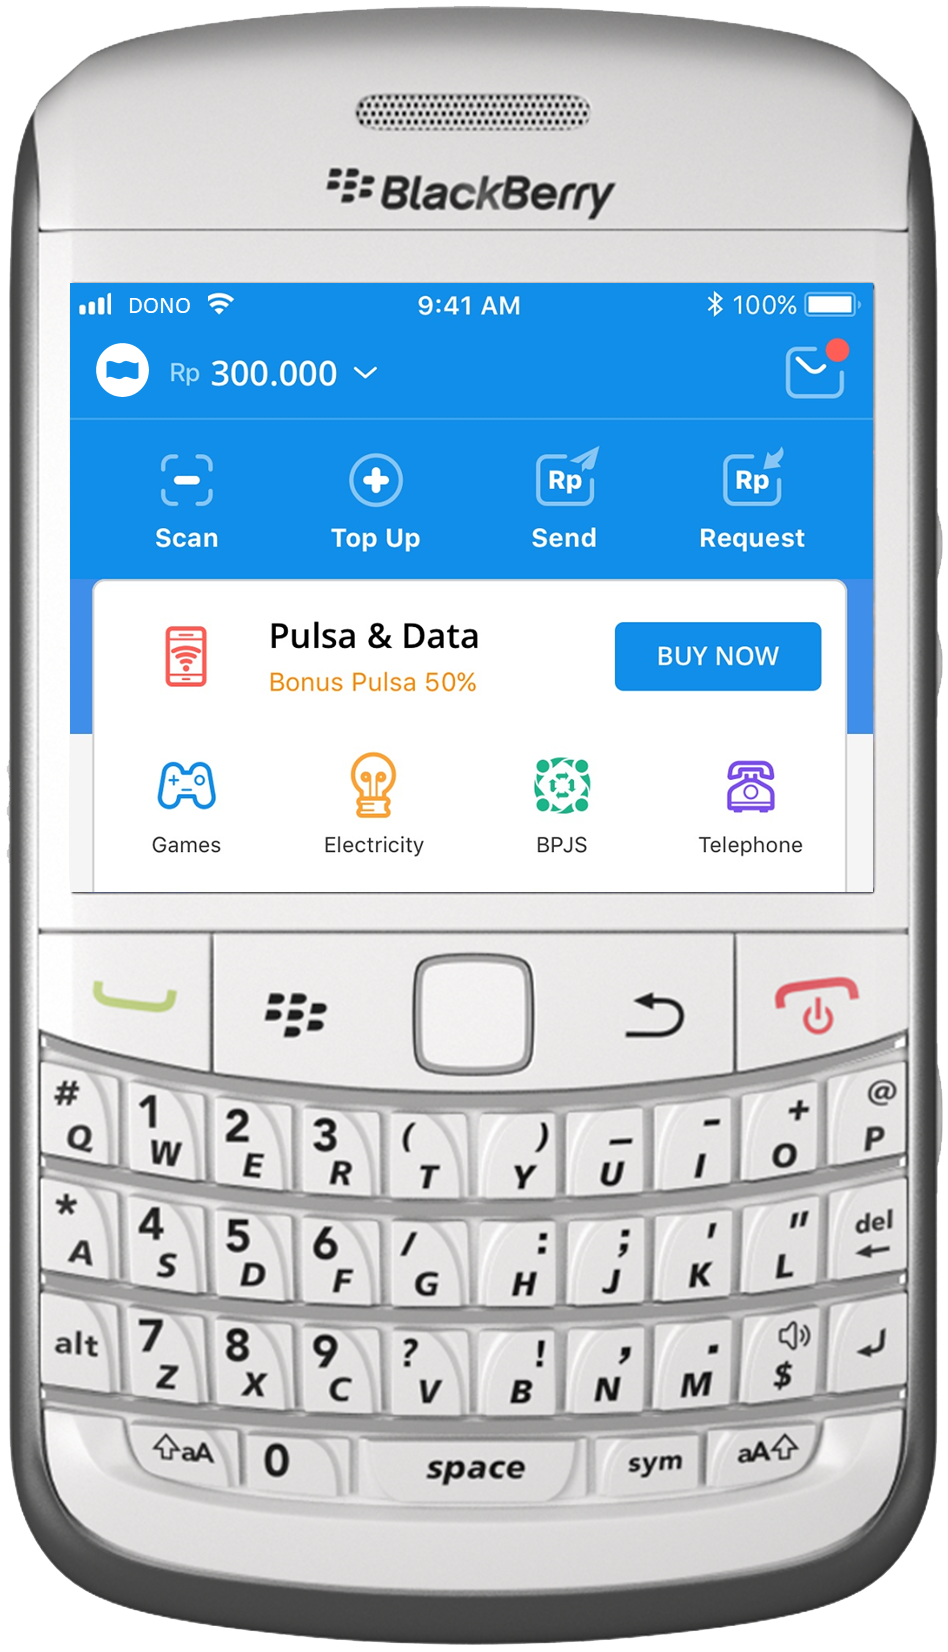 BlackBerry
DONO 9:41 AM 100%
Rp 300.000
Rp Rp
Scan Top Up Send Request
Pulsa & Data
Bonus Pulsa 50%
BUY NOW
Games Electricity BPJS Telephone
# 1 2 3 ( ) _ - + @
Q W E R T Y U I O P
* 4 5 6 / : ; ' " del
A S D F G H J K L
alt 7 8 9 ? ! , .
Z X C V B N M $
aA 0 space sym aA